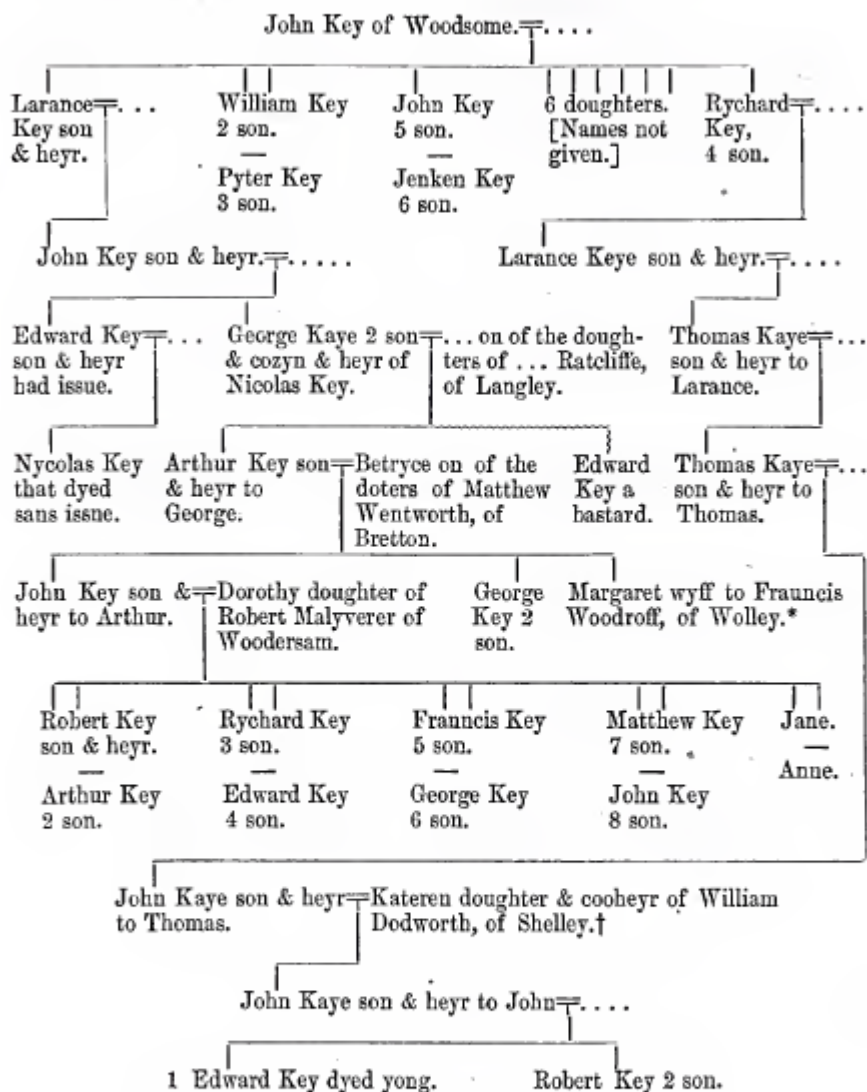 John Key of Woodsome.=. . . .
Larance=. . . William Key John Key 6 doughters. Rychard=. . . .
Key son 2 son. 5 son. [Names not Key,
& heyr. — — given.] 4 son.
Pyter Key Jenken Key
3 son. 6 son.
John Key son & heyr.=. . . . . Larance Keye son & heyr.=. . . .
Edward Key=. . . George Kaye 2 son=. . . on of the dough- Thomas Kaye=. . .
son & heyr & cozyn & heyr of ters of . . . Ratcliffe, son & heyr to
had issue. Nicolas Key. of Langley. Larance.
Nycolas Key Arthur Key son=Betryce on of the Edward Thomas Kaye=. . .
that dyed & heyr to doters of Matthew Key a son & heyr to
sans issne. George. Wentworth, of bastard. Thomas.
Bretton.
John Key son &=Dorothy doughter of George Margaret wyff to Frauncis
heyr to Arthur. Robert Malyverer of Key 2 Woodroff, of Wolley.*
Woodersam. son.
Robert Key Rychard Key Frauncis Key Matthew Key Jane.
son & heyr. 3 son. 5 son. 7 son. —
— — — — Anne.
Arthur Key Edward Key George Key John Key
2 son. 4 son. 6 son. 8 son.
John Kaye son & heyr=Kateren doughter & cooheyr of William
to Thomas. Dodworth, of Shelley.†
John Kaye son & heyr to John=. . . .
1 Edward Key dyed yong. Robert Key 2 son.